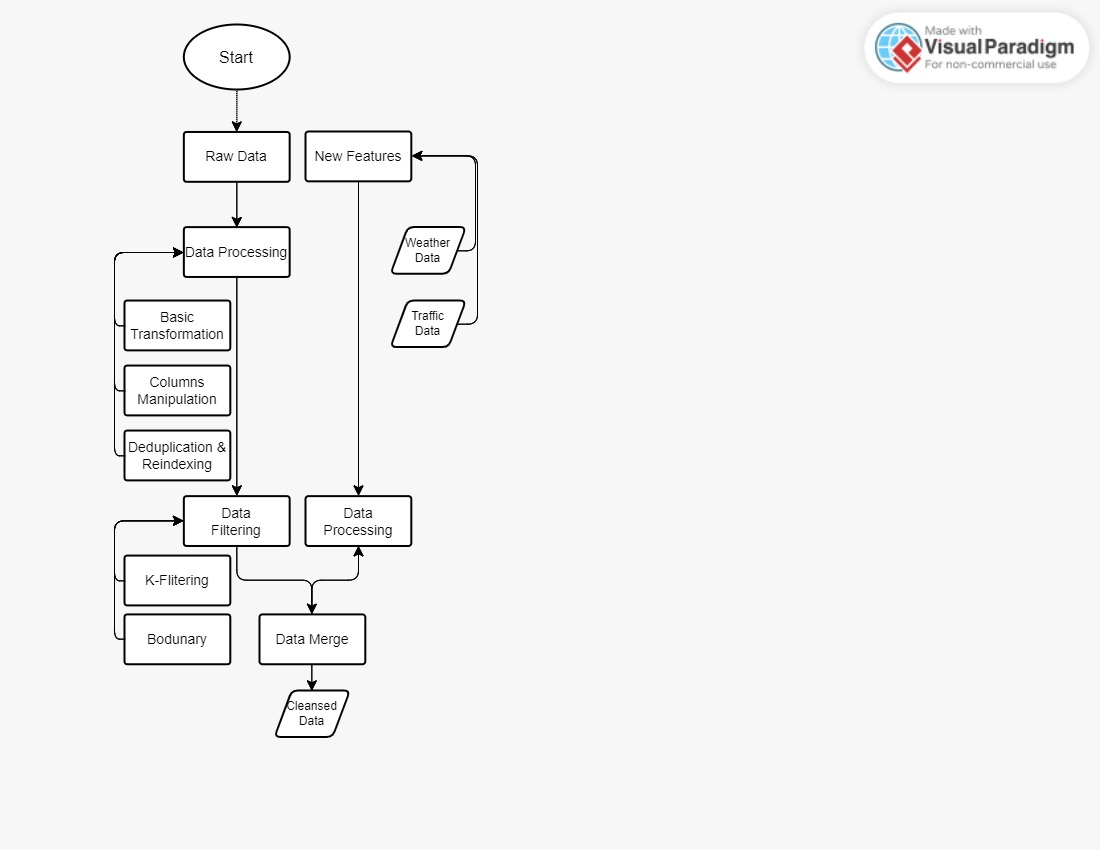 Made with
Visual Paradigm
For non-commercial use
Start
Raw Data
New Features
Data Processing
Weather
Data
Basic
Transformation
Traffic
Data
Columns
Manipulation
Deduplication &
Reindexing
Data
Filtering
Data
Processing
K-Flitering
Bodunary
Data Merge
Cleansed
Data